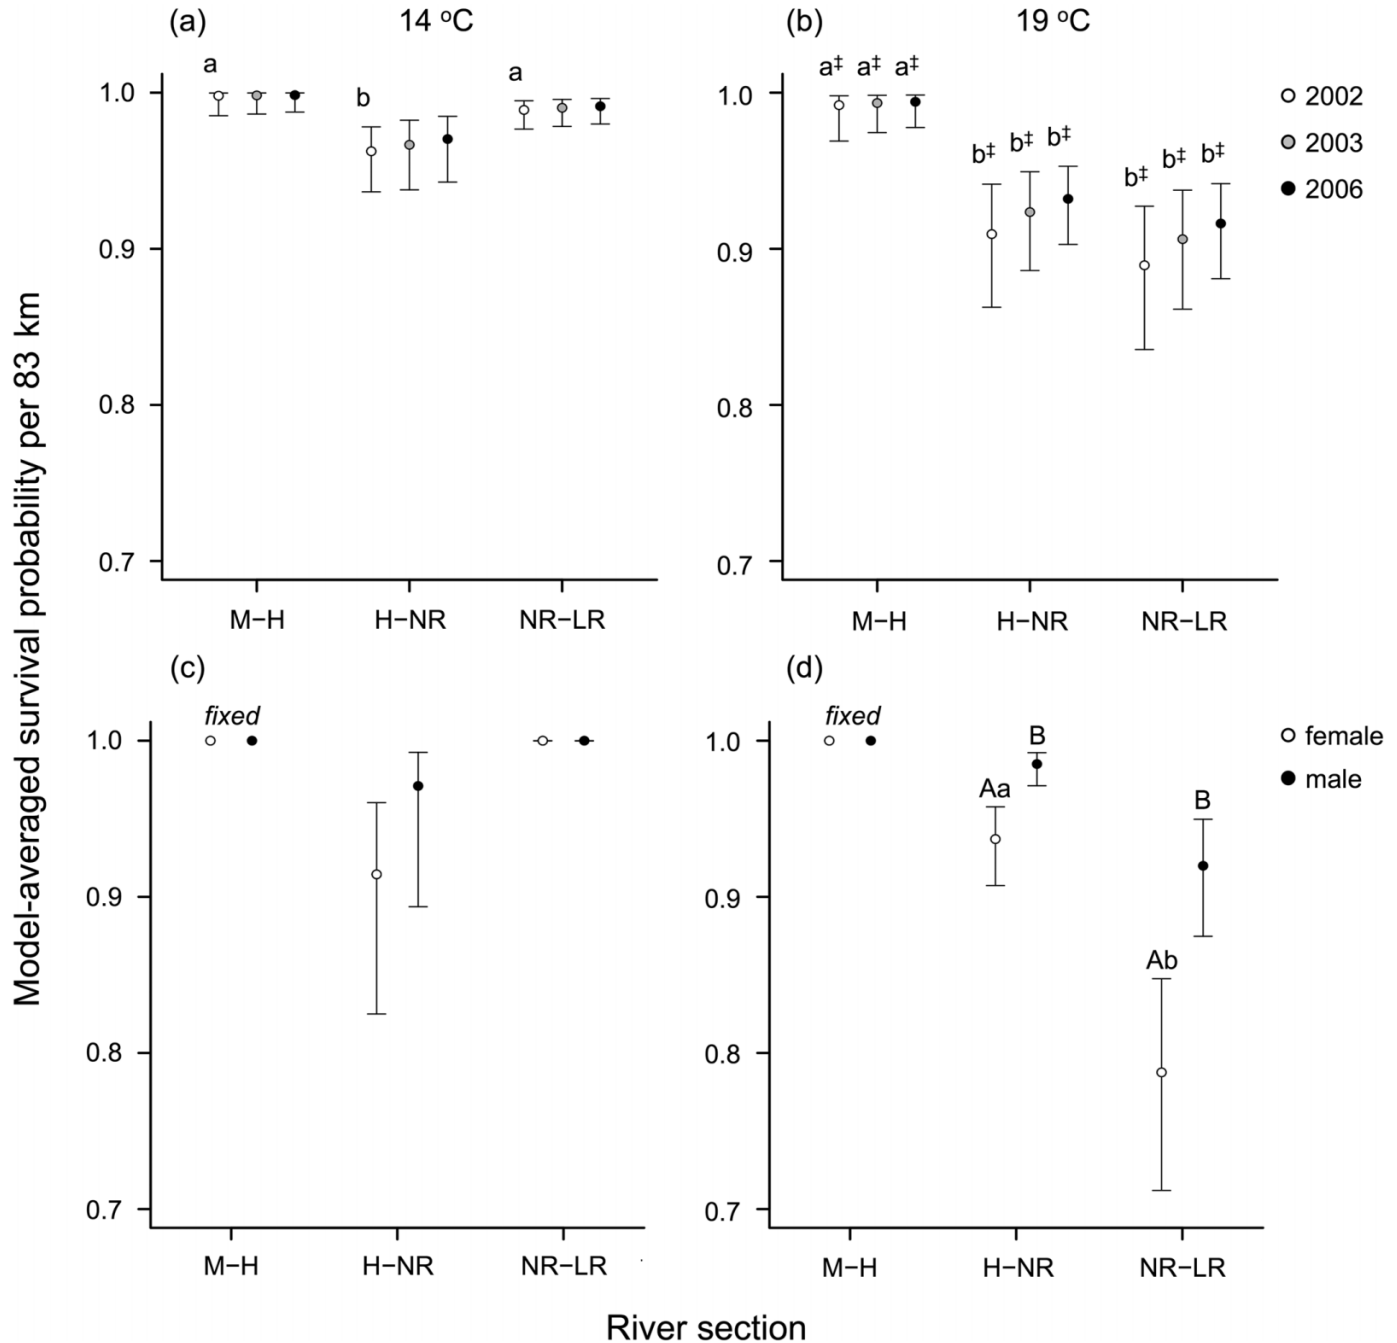 (a) 14 ºC (b) 19 ºC
a b a
a‡ a‡ a‡
b‡ b‡ b‡
b‡ b‡ b‡
2002
2003
2006
1.0 1.0
0.9 0.9
0.8 0.8
0.7 0.7
M–H H–NR NR–LR M–H H–NR NR–LR
Model-averaged survival probability per 83 km
(c) (d)
fixed fixed
Aa B
Ab B
female
male
1.0 1.0
0.9 0.9
0.8 0.8
0.7 0.7
M–H H–NR NR–LR M–H H–NR NR–LR
River section